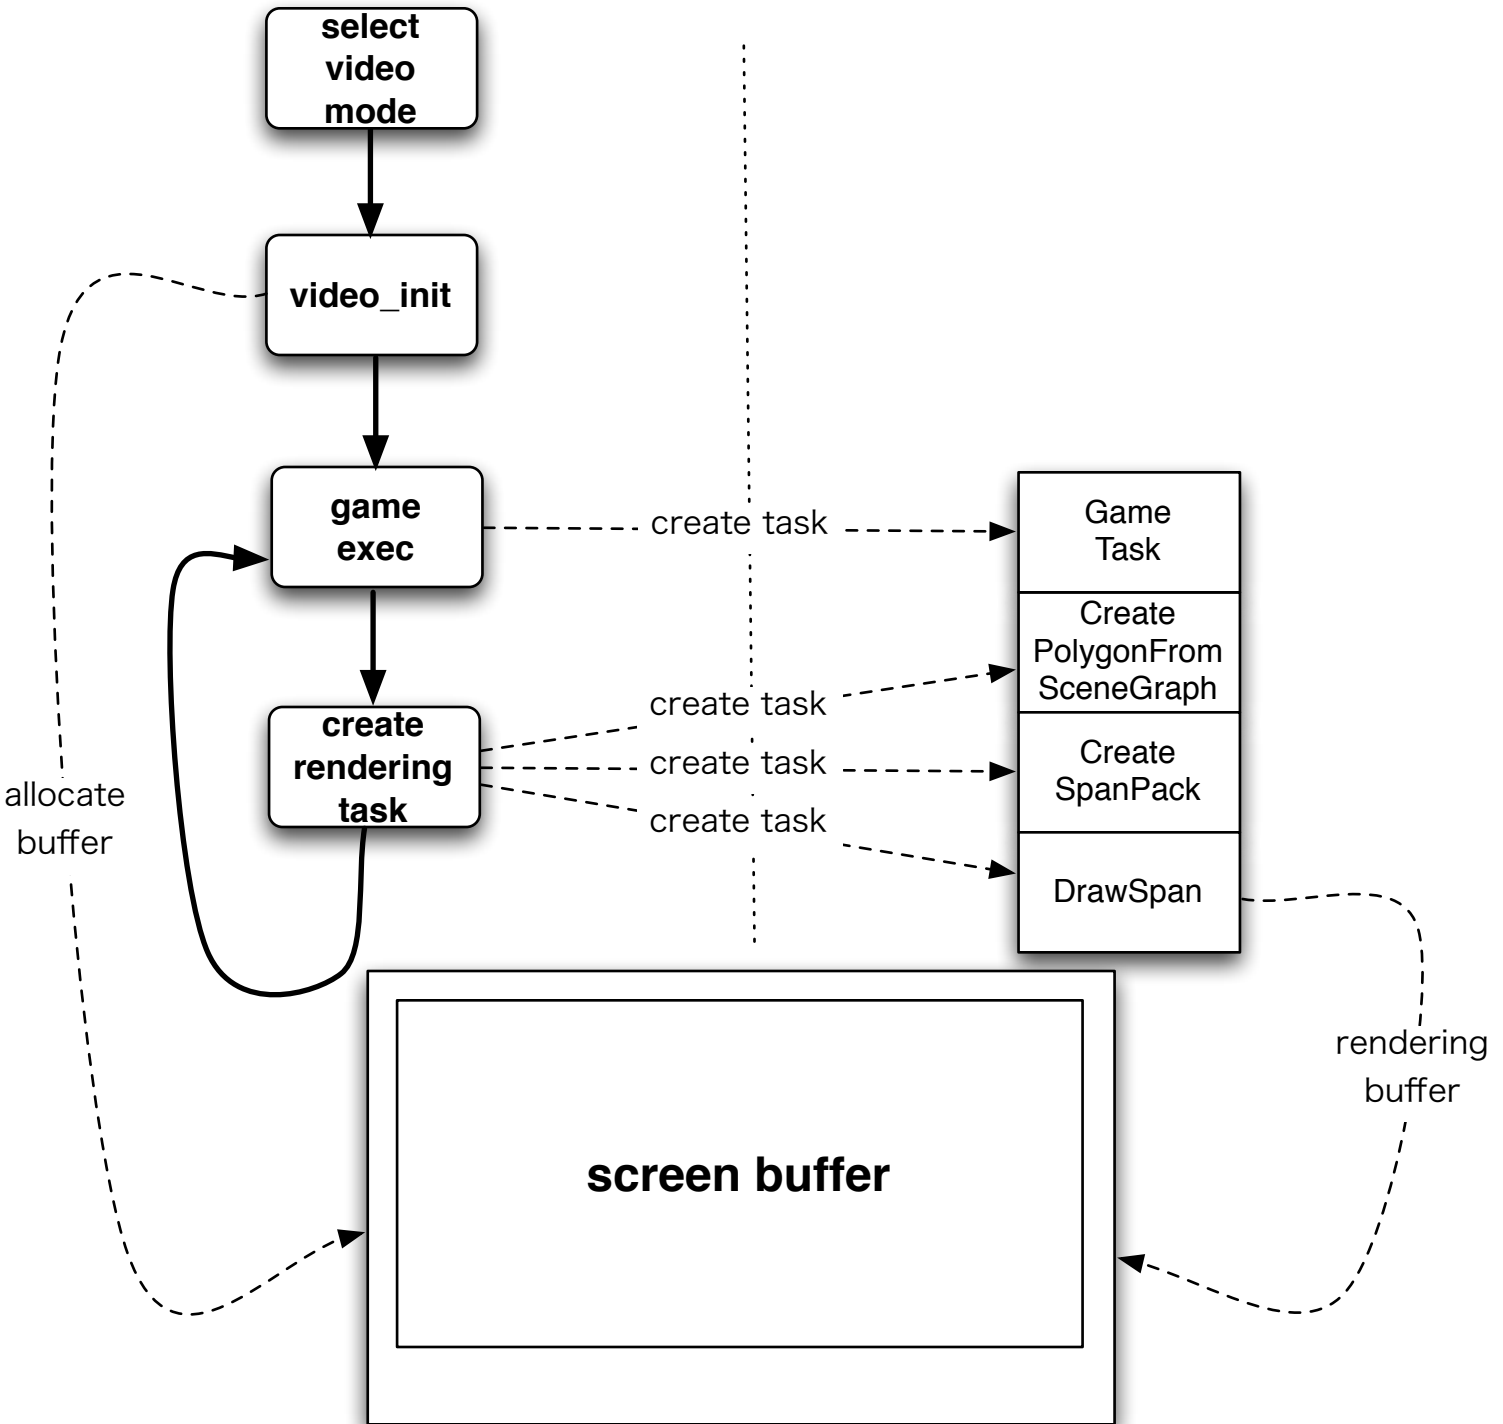 select
video
mode
video_init
game
exec
create task
Game
Task
Create
PolygonFrom
SceneGraph
create
rendering
task
create task
create task
create task
Create
SpanPack
DrawSpan
allocate
buffer
rendering
buffer
screen buffer